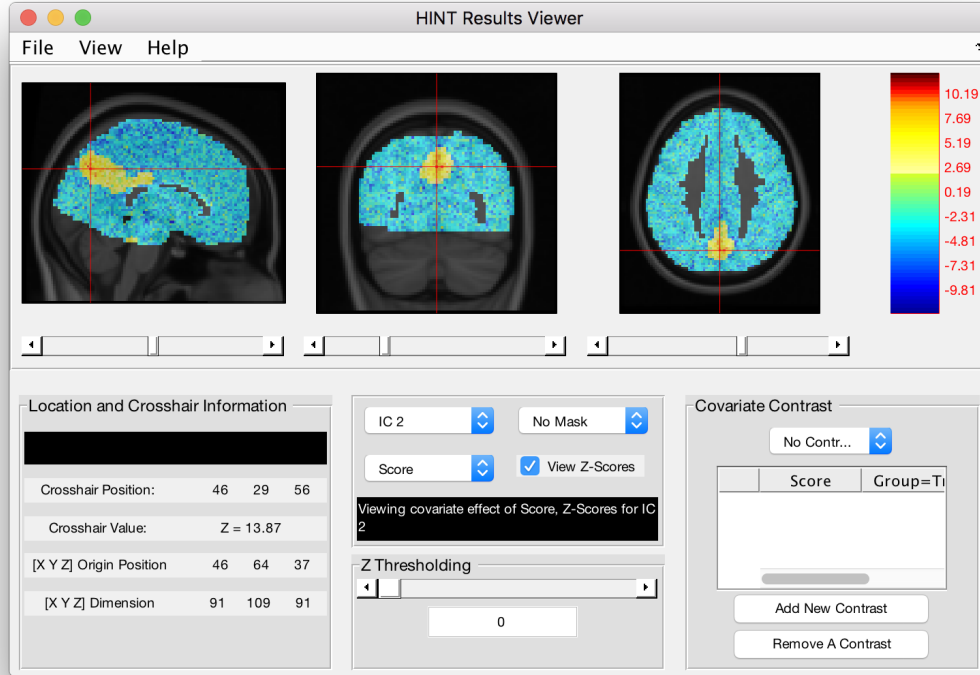 HINT Results Viewer
File View Help
10.19
7.69
5.19
2.69
0.19
-2.31
-4.81
-7.31
-9.81
Location and Crosshair Information
Crosshair Position: 46 29 56
Crosshair Value: Z = 13.87
[X Y Z] Origin Position 46 64 37
[X Y Z] Dimension 91 109 91
IC 2 No Mask
Score View Z-Scores
Viewing covariate effect of Score, Z-Scores for IC
2
Z Thresholding
0
Covariate Contrast
No Contr...
Score Group=Tr
Add New Contrast
Remove A Contrast